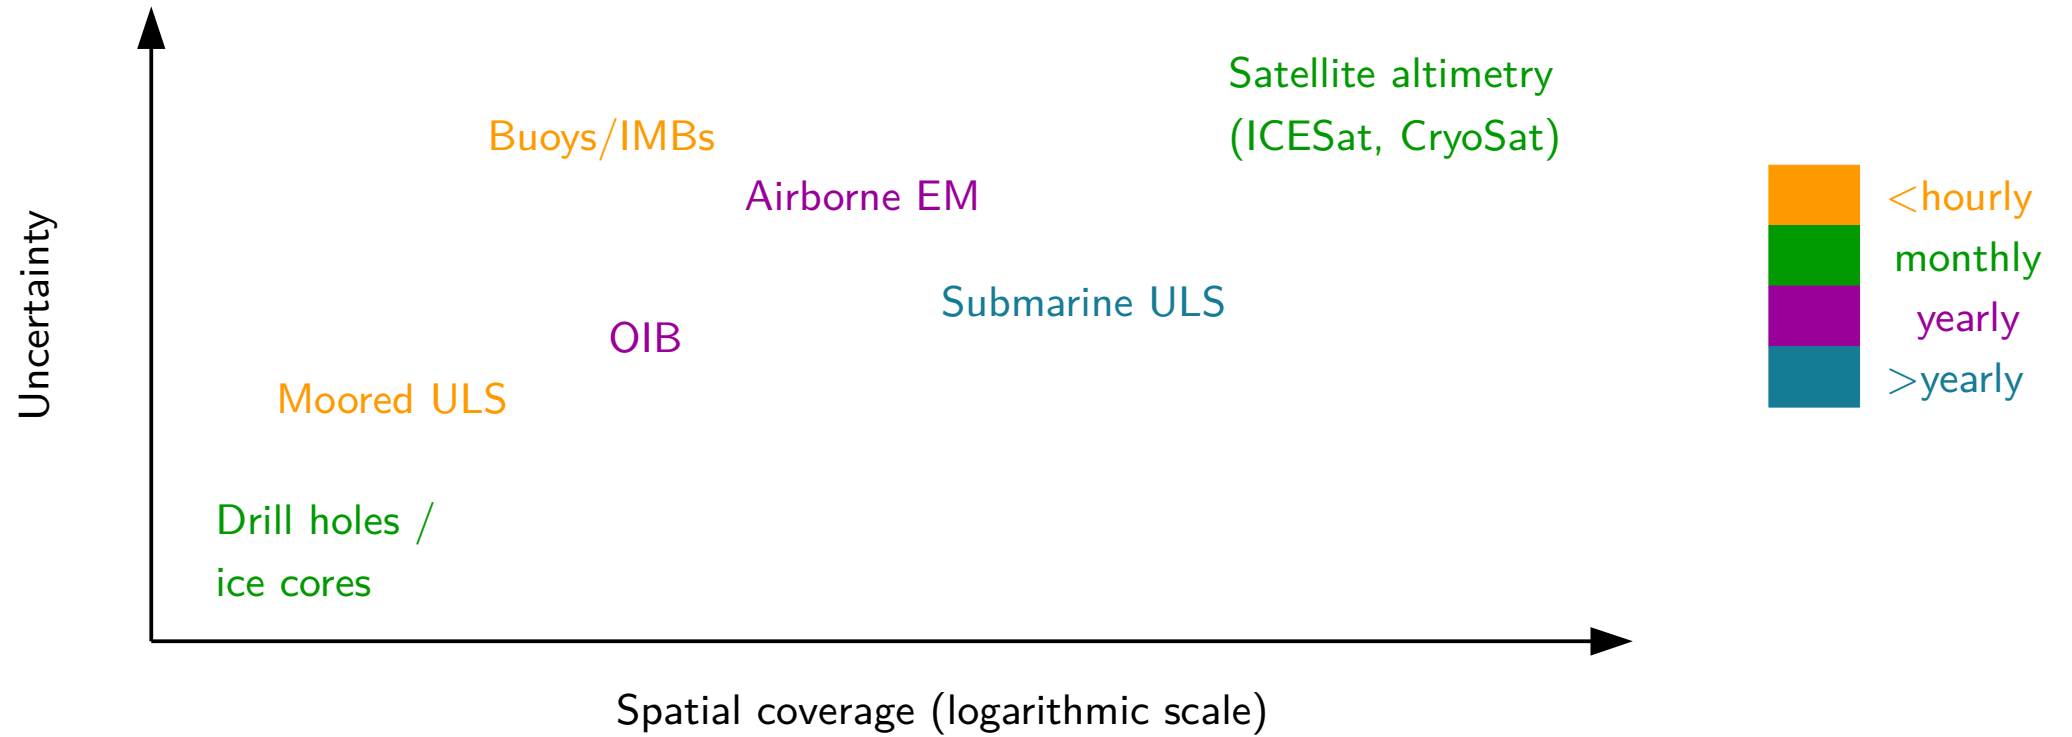 Satellite altimetry
(ICESat, CryoSat)
Buoys/IMBs
Airborne EM
Submarine ULS
OIB
Moored ULS
Drill holes /
ice cores
Uncertainty
Spatial coverage (logarithmic scale)
<hourly
monthly
yearly
>yearly